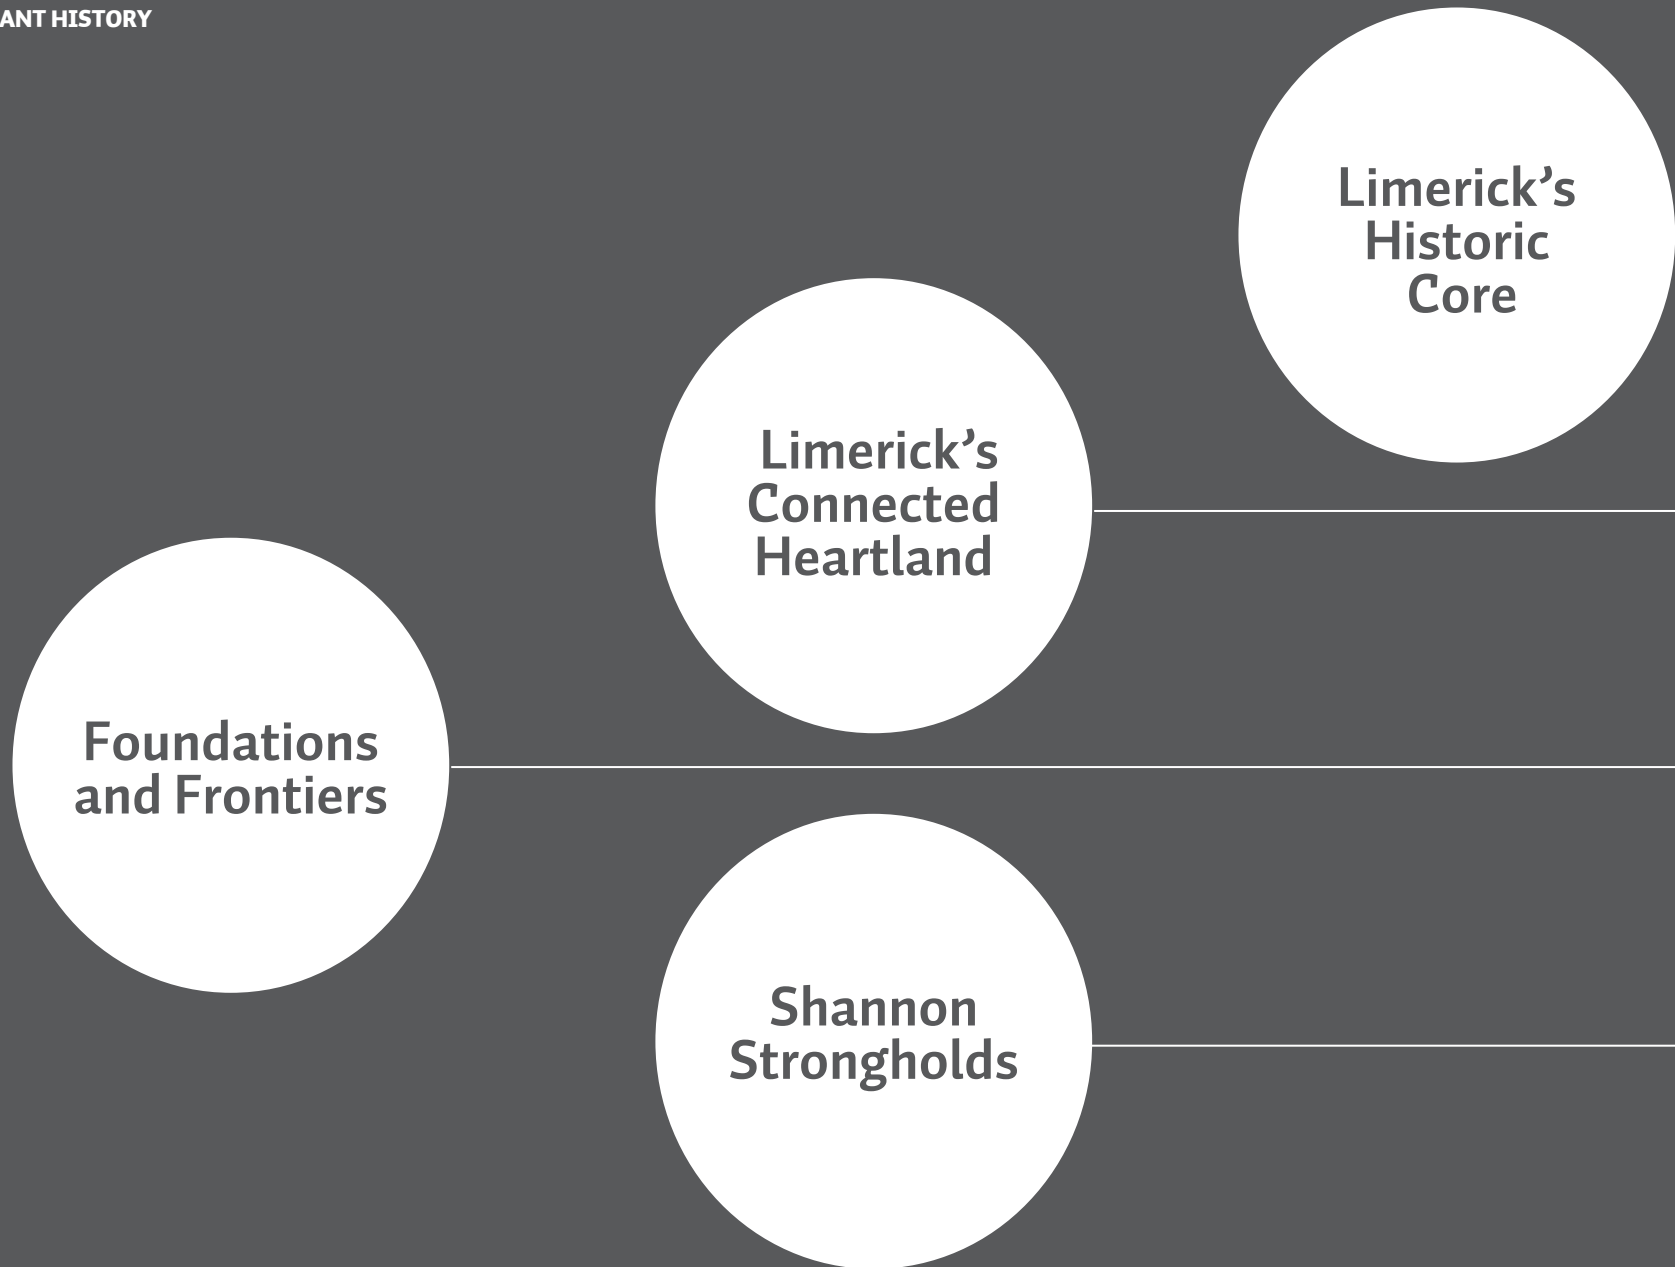 ANT HISTORY
Limerick’s
Historic
Core
Limerick’s
Connected
Heartland
Foundations
and Frontiers
Shannon
Strongholds